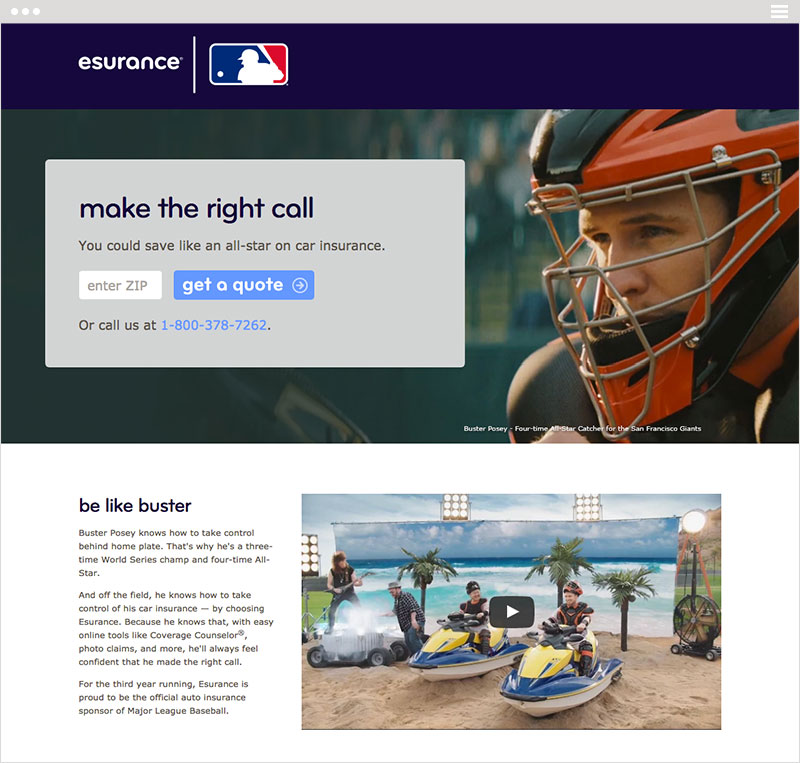 esurance®
make the right call
You could save like an all-star on car insurance.
enter ZIP
get a quote
Or call us at 1-800-378-7262.
Buster Posey - Four-time All-Star Catcher for the San Francisco Giants
be like buster
Buster Posey knows how to take control
behind home plate. That's why he's a three-
time World Series champ and four-time All-
Star.
And off the field, he knows how to take
control of his car insurance — by choosing
Esurance. Because he knows that, with easy
online tools like Coverage Counselor®,
photo claims, and more, he'll always feel
confident that he made the right call.
For the third year running, Esurance is
proud to be the official auto insurance
sponsor of Major League Baseball.